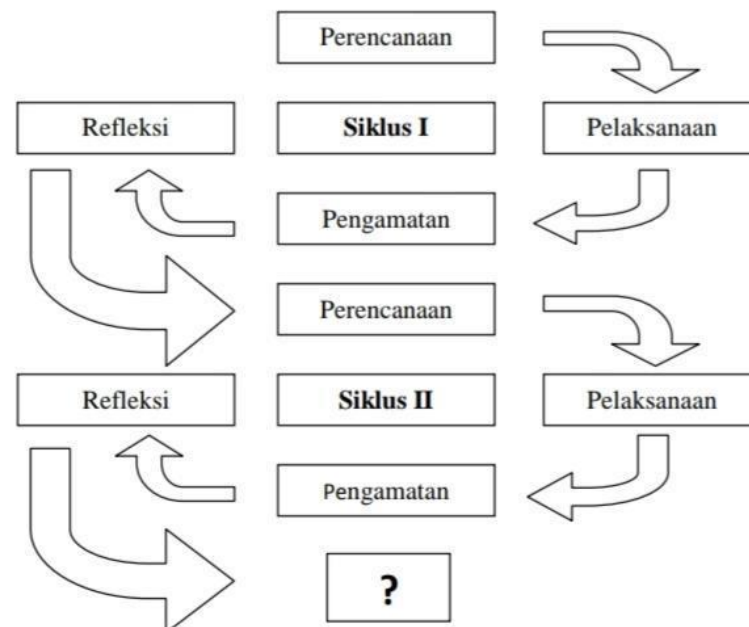 Perencanaan
Refleksi
Siklus I
Pelaksanaan
Pengamatan
Perencanaan
Refleksi
Siklus II
Pelaksanaan
Pengamatan
?